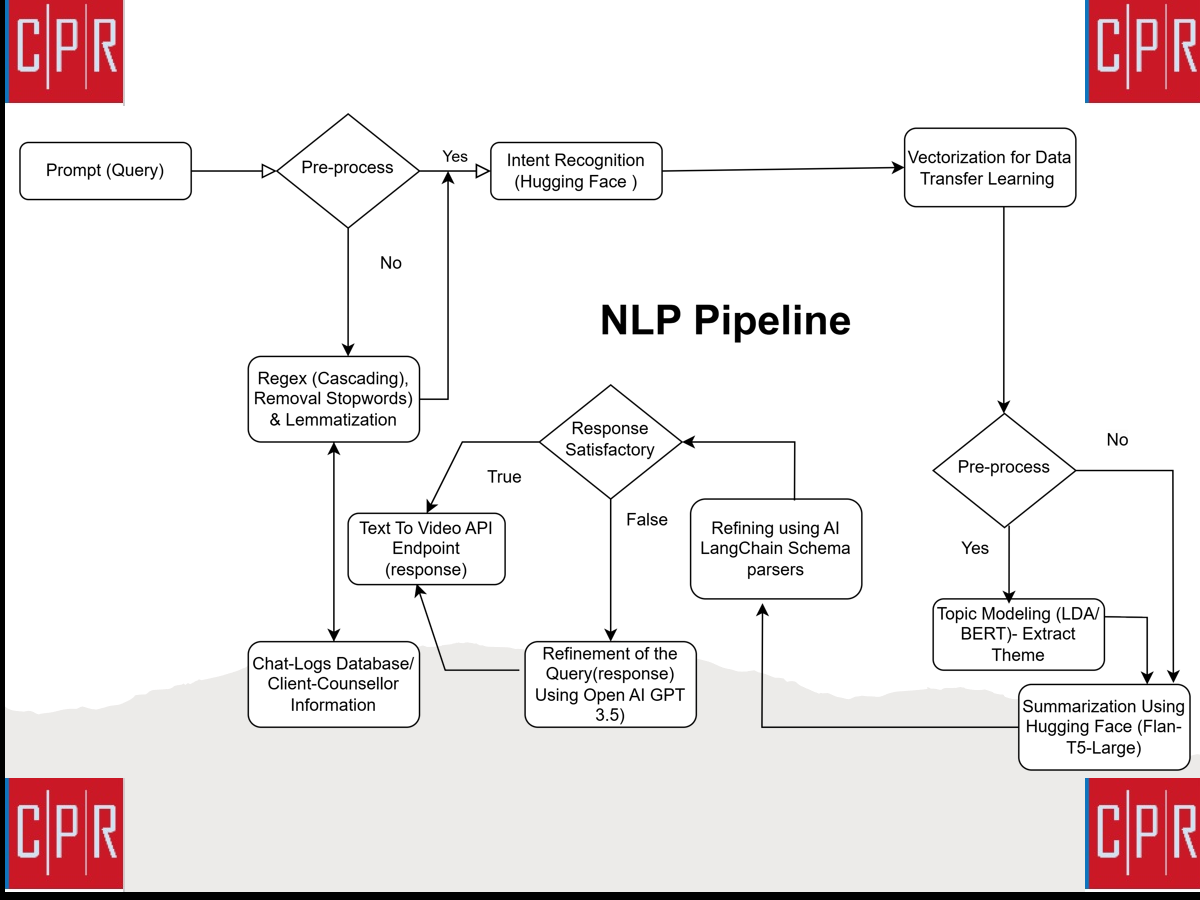 C|P|R
C|P|R
Prompt (Query)
Pre-process
Yes
Intent Recognition
(Hugging Face )
Vectorization for Data
Transfer Learning
No
NLP Pipeline
Regex (Cascading),
Removal Stopwords)
& Lemmatization
Response
Satisfactory
True
False
Text To Video API
Endpoint
(response)
Refining using AI
LangChain Schema
parsers
Pre-process
No
Yes
Topic Modeling (LDA/
BERT)- Extract
Theme
Chat-Logs Database/
Client-Counsellor
Information
Refinement of the
Query(response)
Using Open AI GPT
3.5)
Summarization Using
Hugging Face (Flan-
T5-Large)
C|P|R
C|P|R